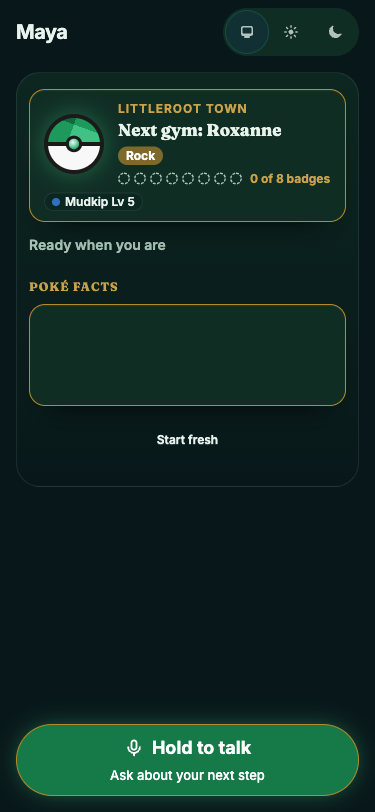 Maya
LITTLEROOT TOWN
Next gym: Roxanne
Rock
0 of 8 badges
Mudkip Lv 5
Ready when you are
POKÉ FACTS
Start fresh
Hold to talk
Ask about your next step